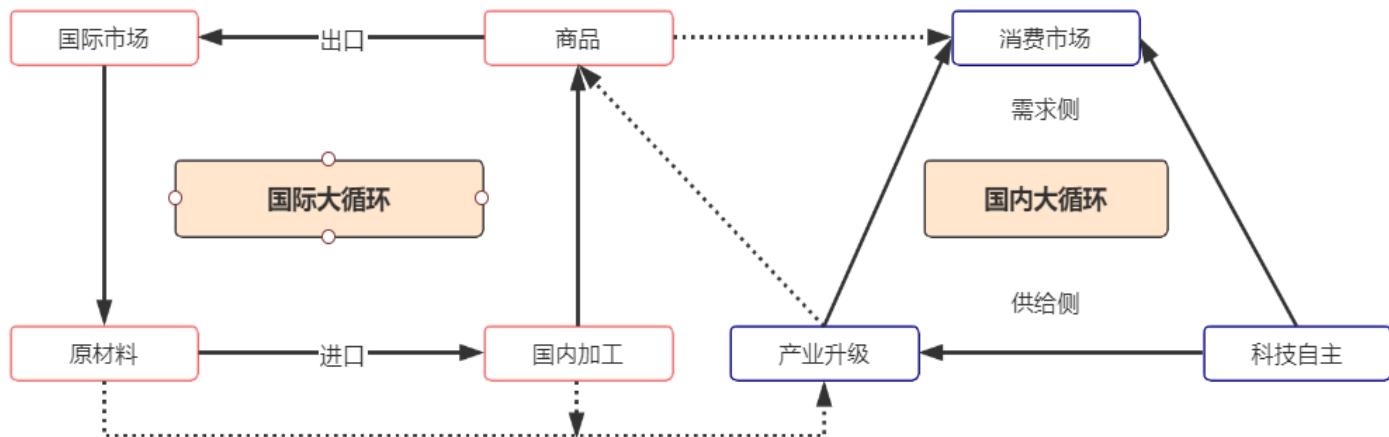 国际市场
出口
商品
消费市场
需求侧
国际大循环
国内大循环
供给侧
原材料
进口
国内加工
产业升级
科技自主